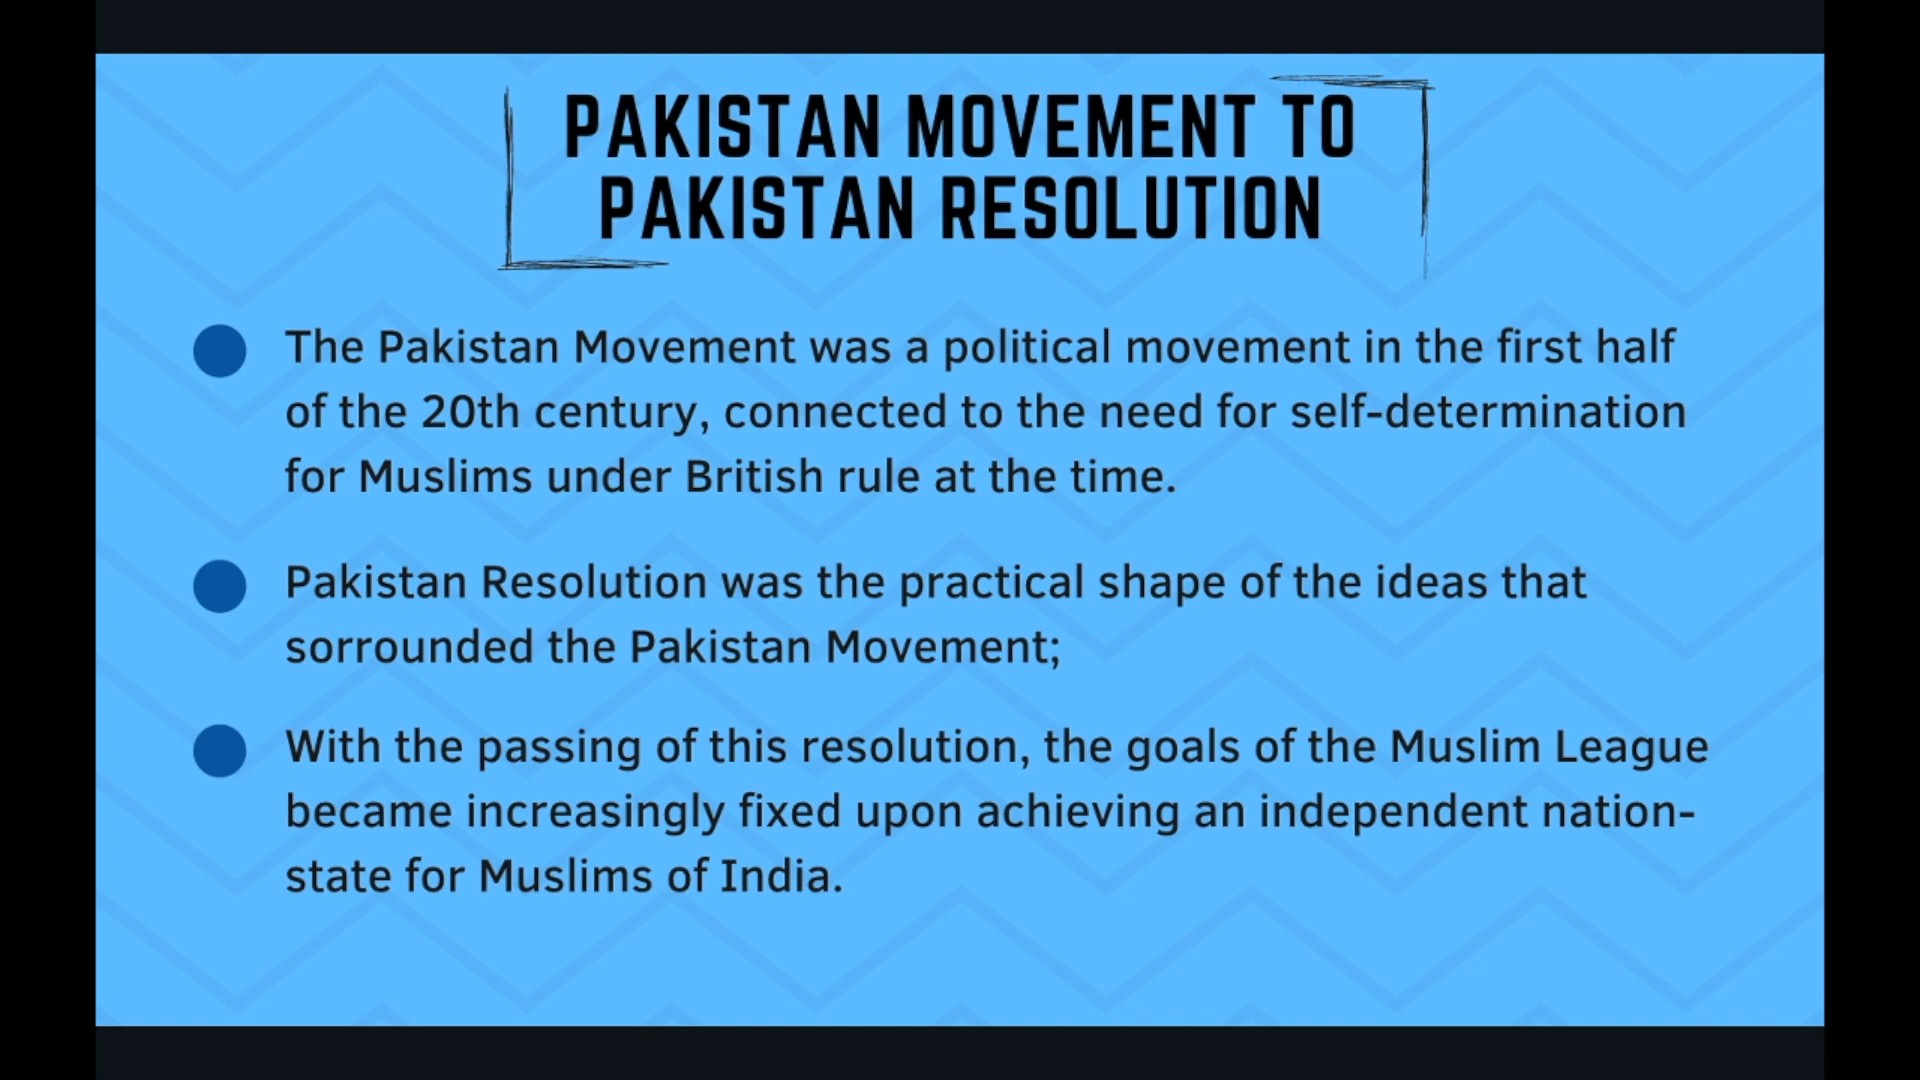 PAKISTAN MOVEMENT TO
PAKISTAN RESOLUTION
The Pakistan Movement was a political movement in the first half
of the 20th century, connected to the need for self-determination
for Muslims under British rule at the time.
Pakistan Resolution was the practical shape of the ideas that
sorrounded the Pakistan Movement;
With the passing of this resolution, the goals of the Muslim League
became increasingly fixed upon achieving an independent nation-
state for Muslims of India.